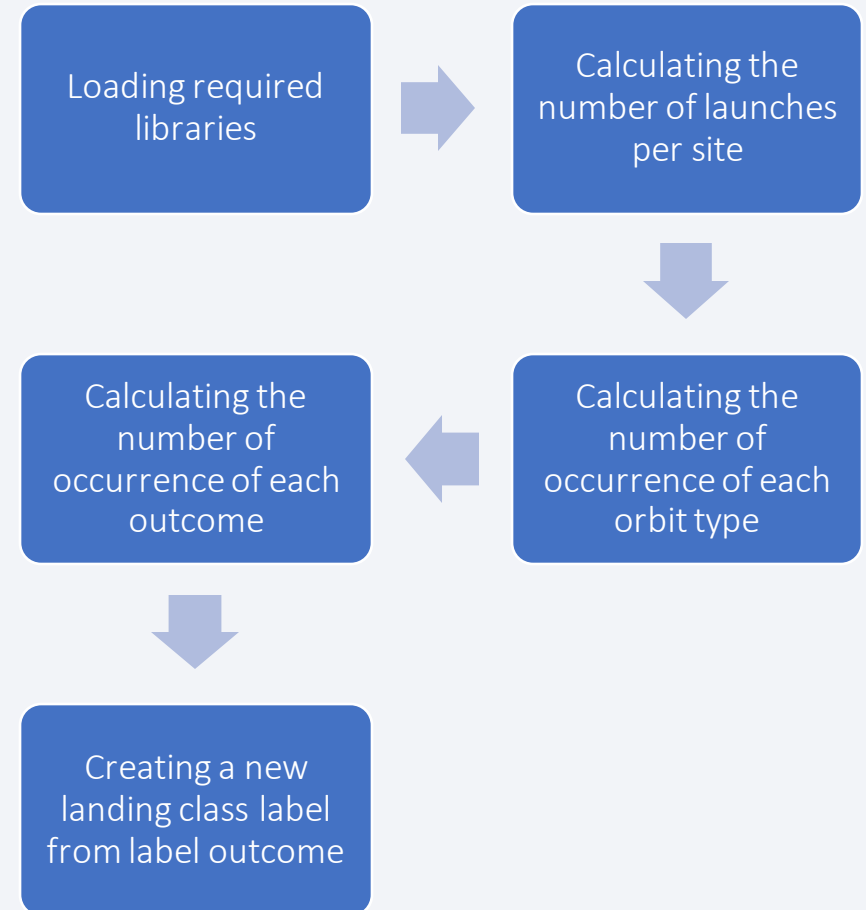 Loading required
libraries
Calculating the
number of launches
per site
Calculating the
number of
occurrence of each
orbit type
Calculating the
number of
occurrence of each
outcome
Creating a new
landing class label
from label outcome